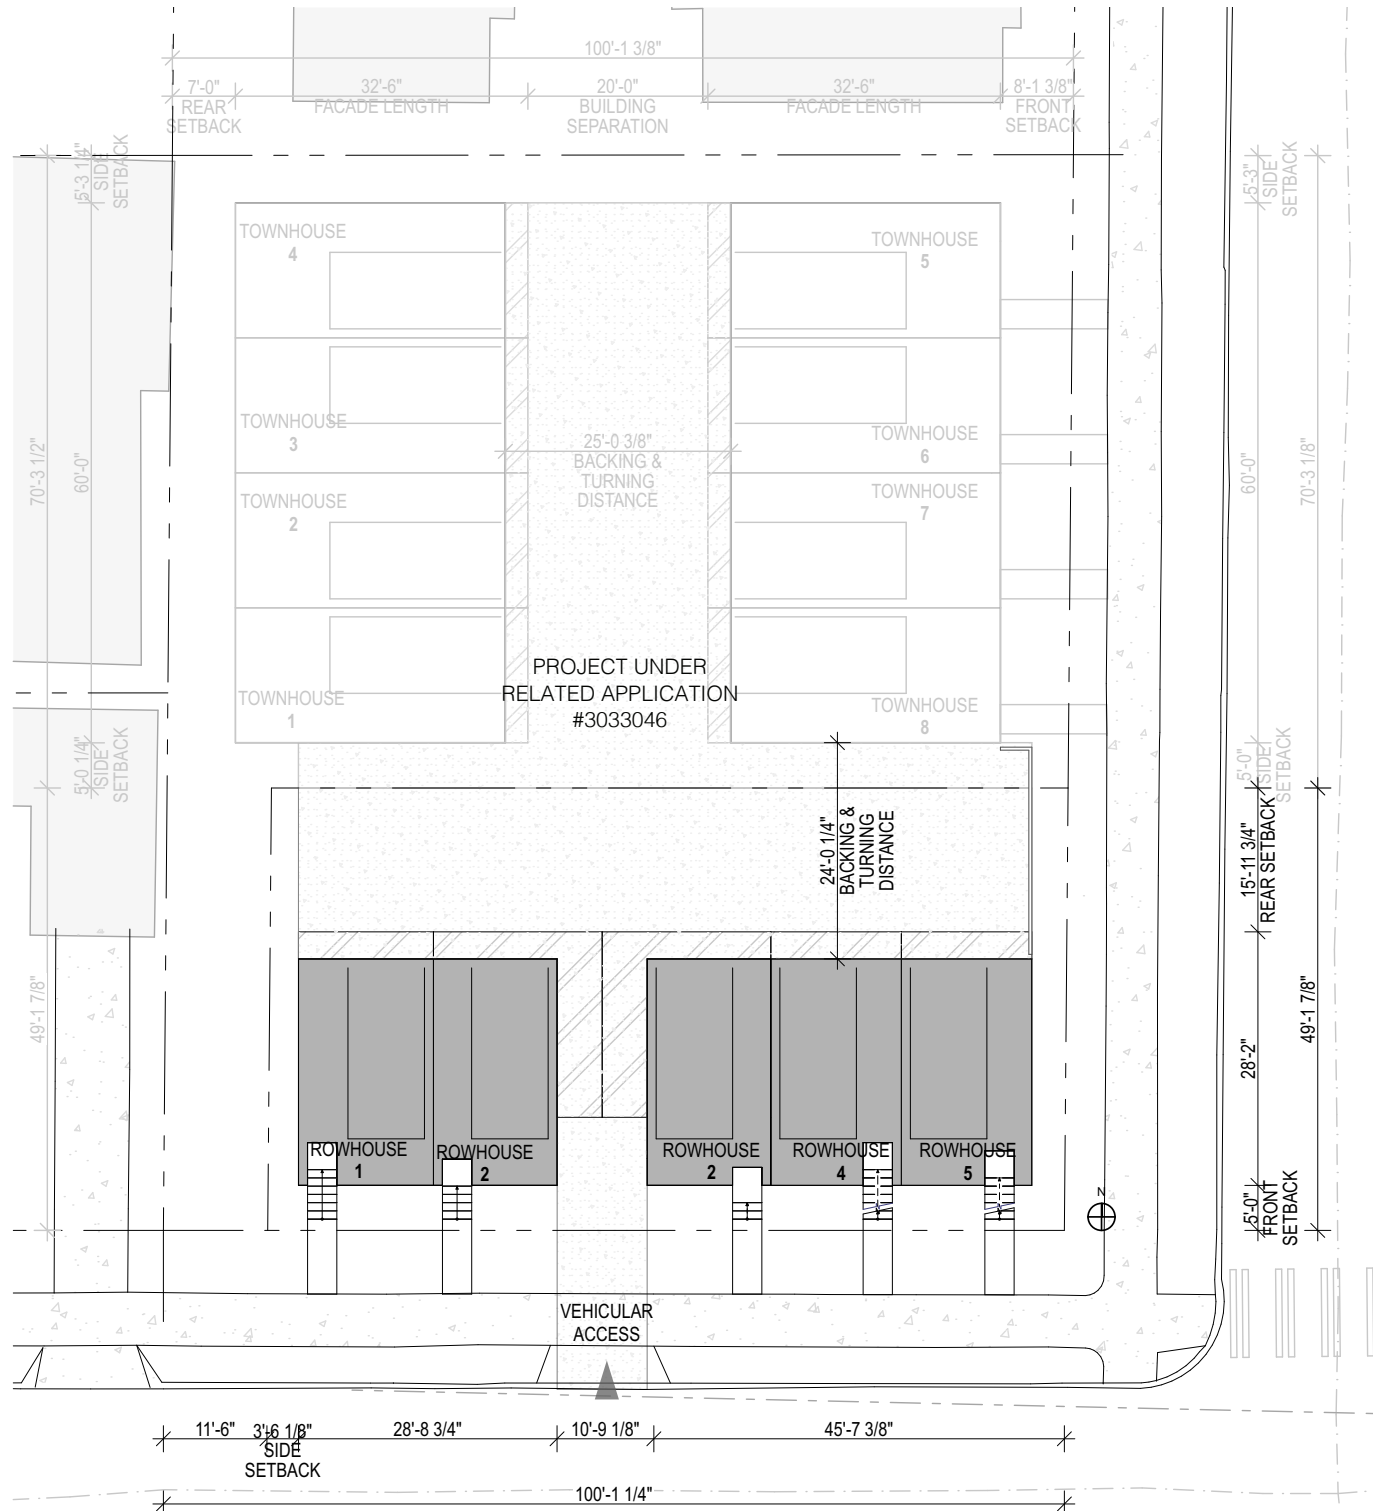 100'-1 3/8"
7'-0"
REAR
SETBACK
32'-6"
FACADE LENGTH
20'-0"
BUILDING
SEPARATION
32'-6"
FACADE LENGTH
8'-1 3/8"
FRONT
SETBACK
5'-3 1/4"
SIDE
SETBACK
5'-3"
SIDE
SETBACK
TOWNHOUSE
4
TOWNHOUSE
5
TOWNHOUSE
3
TOWNHOUSE
6
25'-0 3/8"
BACKING &
TURNING
DISTANCE
70'-3 1/2"
60'-0"
60'-0"
70'-3 1/8"
TOWNHOUSE
2
TOWNHOUSE
7
PROJECT UNDER
RELATED APPLICATION
#3033046
TOWNHOUSE
1
TOWNHOUSE
8
5'-0 1/4"
SIDE
SETBACK
5'-0"
SIDE
SETBACK
24'-0 1/4"
BACKING &
TURNING
DISTANCE
15'-11 3/4"
REAR SETBACK
49'-1 7/8"
28'-2"
49'-1 7/8"
ROWHOUSE
1
ROWHOUSE
2
ROWHOUSE
2
ROWHOUSE
4
ROWHOUSE
5
N
5'-0"
FRONT
SETBACK
VEHICULAR
ACCESS
11'-6"
3'-6 1/8"
SIDE
SETBACK
28'-8 3/4"
10'-9 1/8"
45'-7 3/8"
100'-1 1/4"